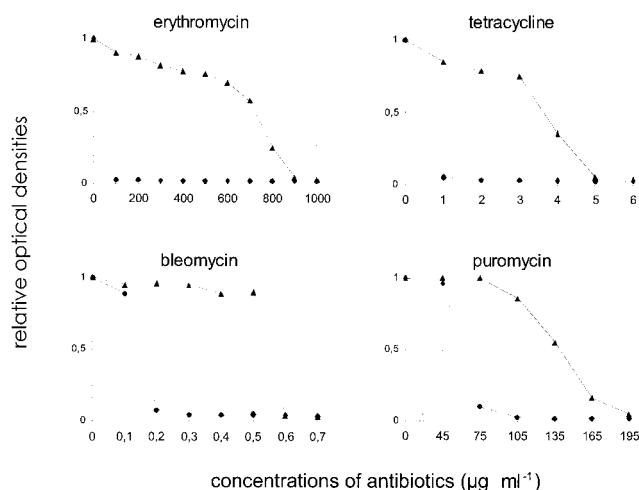 erythromycin
tetracycline
relative optical densities
1
0,5
0
0 200 400 600 800 1000
1
0,5
0
0 1 2 3 4 5 6
bleomycin
puromycin
1
0,5
0
0 0,1 0,2 0,3 0,4 0,5 0,6 0,7
1
0,5
0
0 45 75 105 135 165 195
concentrations of antibiotics (µg ml-1)